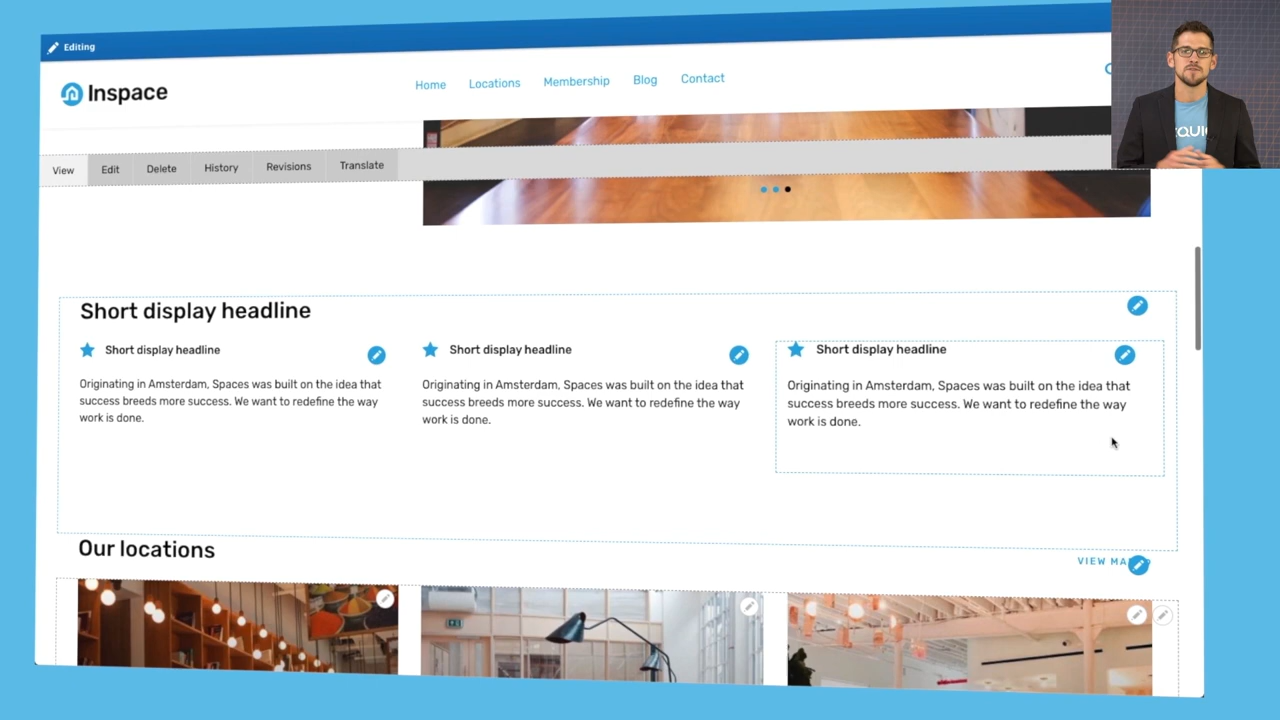 Editing
Inspace
Home Locations Membership Blog Contact
View Edit Delete History Revisions Translate
Short display headline
Short display headline
Originating in Amsterdam, Spaces was built on the idea that
success breeds more success. We want to redefine the way
work is done.
Short display headline
Originating in Amsterdam, Spaces was built on the idea that
success breeds more success. We want to redefine the way
work is done.
Short display headline
Originating in Amsterdam, Spaces was built on the idea that
success breeds more success. We want to redefine the way
work is done.
Our locations
VIEW